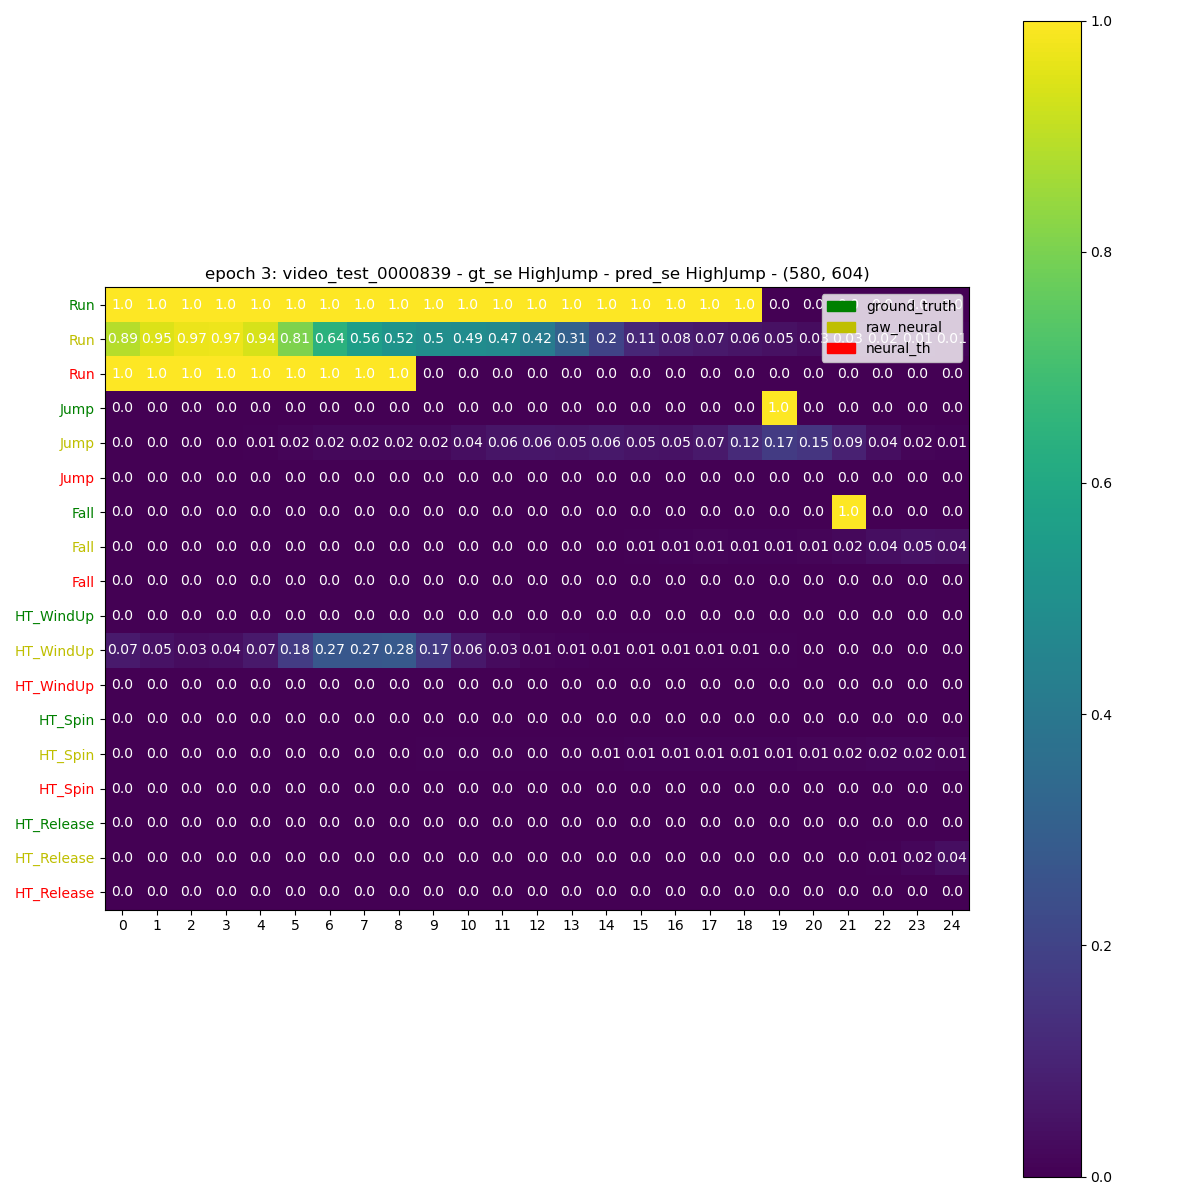 epoch 3: video_test_0000839 - gt_se HighJump - pred_se HighJump - (580, 604)
Run 1.0 1.0 1.0 1.0 1.0 1.0 1.0 1.0 1.0 1.0 1.0 1.0 1.0 1.0 1.0 1.0 1.0 1.0 1.0 0.0
ground_truth
raw_neural
neural_th
Run 0.89 0.95 0.97 0.97 0.94 0.81 0.64 0.56 0.52 0.5 0.49 0.47 0.42 0.31 0.2 0.11 0.08 0.07 0.06 0.05 0.03 0.03 0.02 0.01 0.01
Run 1.0 1.0 1.0 1.0 1.0 1.0 1.0 1.0 1.0 0.0 0.0 0.0 0.0 0.0 0.0 0.0 0.0 0.0 0.0 0.0 0.0 0.0 0.0 0.0 0.0
Jump 0.0 0.0 0.0 0.0 0.0 0.0 0.0 0.0 0.0 0.0 0.0 0.0 0.0 0.0 0.0 0.0 0.0 0.0 0.0 1.0 0.0 0.0 0.0 0.0 0.0
Jump 0.0 0.0 0.0 0.0 0.01 0.02 0.02 0.02 0.02 0.02 0.04 0.06 0.06 0.05 0.06 0.05 0.05 0.07 0.12 0.17 0.15 0.09 0.04 0.02 0.01
Jump 0.0 0.0 0.0 0.0 0.0 0.0 0.0 0.0 0.0 0.0 0.0 0.0 0.0 0.0 0.0 0.0 0.0 0.0 0.0 0.0 0.0 0.0 0.0 0.0 0.0
Fall 0.0 0.0 0.0 0.0 0.0 0.0 0.0 0.0 0.0 0.0 0.0 0.0 0.0 0.0 0.0 0.0 0.0 0.0 0.0 0.0 0.0 1.0 0.0 0.0 0.0
Fall 0.0 0.0 0.0 0.0 0.0 0.0 0.0 0.0 0.0 0.0 0.0 0.0 0.0 0.0 0.0 0.01 0.01 0.01 0.01 0.01 0.01 0.02 0.04 0.05 0.04
Fall 0.0 0.0 0.0 0.0 0.0 0.0 0.0 0.0 0.0 0.0 0.0 0.0 0.0 0.0 0.0 0.0 0.0 0.0 0.0 0.0 0.0 0.0 0.0 0.0 0.0
HT_WindUp 0.0 0.0 0.0 0.0 0.0 0.0 0.0 0.0 0.0 0.0 0.0 0.0 0.0 0.0 0.0 0.0 0.0 0.0 0.0 0.0 0.0 0.0 0.0 0.0 0.0
HT_WindUp 0.07 0.05 0.03 0.04 0.07 0.18 0.27 0.27 0.28 0.17 0.06 0.03 0.01 0.01 0.01 0.01 0.01 0.01 0.01 0.0 0.0 0.0 0.0 0.0 0.0
HT_WindUp 0.0 0.0 0.0 0.0 0.0 0.0 0.0 0.0 0.0 0.0 0.0 0.0 0.0 0.0 0.0 0.0 0.0 0.0 0.0 0.0 0.0 0.0 0.0 0.0 0.0
HT_Spin 0.0 0.0 0.0 0.0 0.0 0.0 0.0 0.0 0.0 0.0 0.0 0.0 0.0 0.0 0.0 0.0 0.0 0.0 0.0 0.0 0.0 0.0 0.0 0.0 0.0
HT_Spin 0.0 0.0 0.0 0.0 0.0 0.0 0.0 0.0 0.0 0.0 0.0 0.0 0.0 0.0 0.01 0.01 0.01 0.01 0.01 0.01 0.01 0.02 0.02 0.02 0.01
HT_Spin 0.0 0.0 0.0 0.0 0.0 0.0 0.0 0.0 0.0 0.0 0.0 0.0 0.0 0.0 0.0 0.0 0.0 0.0 0.0 0.0 0.0 0.0 0.0 0.0 0.0
HT_Release 0.0 0.0 0.0 0.0 0.0 0.0 0.0 0.0 0.0 0.0 0.0 0.0 0.0 0.0 0.0 0.0 0.0 0.0 0.0 0.0 0.0 0.0 0.0 0.0 0.0
HT_Release 0.0 0.0 0.0 0.0 0.0 0.0 0.0 0.0 0.0 0.0 0.0 0.0 0.0 0.0 0.0 0.0 0.0 0.0 0.0 0.0 0.0 0.0 0.01 0.02 0.04
HT_Release 0.0 0.0 0.0 0.0 0.0 0.0 0.0 0.0 0.0 0.0 0.0 0.0 0.0 0.0 0.0 0.0 0.0 0.0 0.0 0.0 0.0 0.0 0.0 0.0 0.0
0 1 2 3 4 5 6 7 8 9 10 11 12 13 14 15 16 17 18 19 20 21 22 23 24
1.0
0.8
0.6
0.4
0.2
0.0